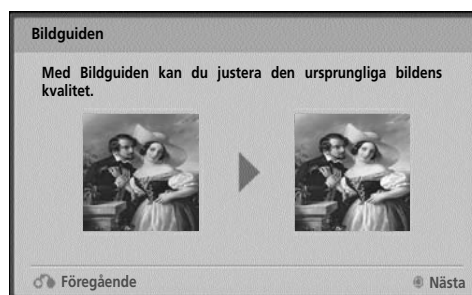 Bildguiden
Med Bildguiden kan du justera den ursprungliga bildens
kvalitet.
Föregående
Nästa